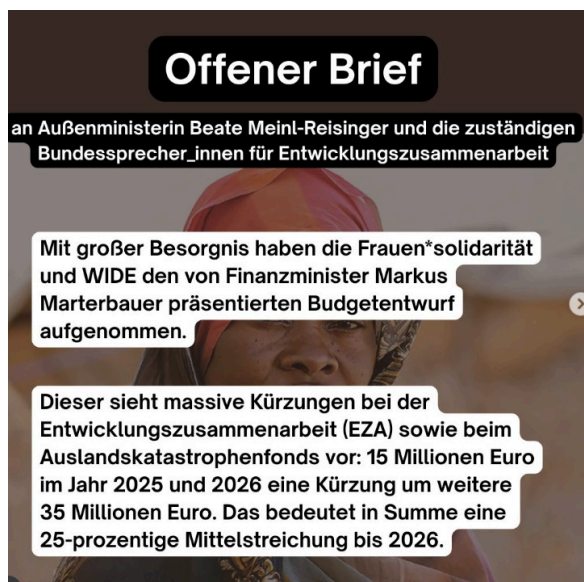 Offener Brief
an Außenministerin Beate Meinl-Reisinger und die zuständigen
Bundessprecher_innen für Entwicklungszusammenarbeit
Mit großer Besorgnis haben die Frauen*solidarität
und WIDE den von Finanzminister Markus
Marterbauer präsentierten Budgetentwurf
aufgenommen.
Dieser sieht massive Kürzungen bei der
Entwicklungszusammenarbeit (EZA) sowie beim
Auslandskatastrophenfonds vor: 15 Millionen Euro
im Jahr 2025 und 2026 eine Kürzung um weitere
35 Millionen Euro. Das bedeutet in Summe eine
25-prozentige Mittelstreichung bis 2026.